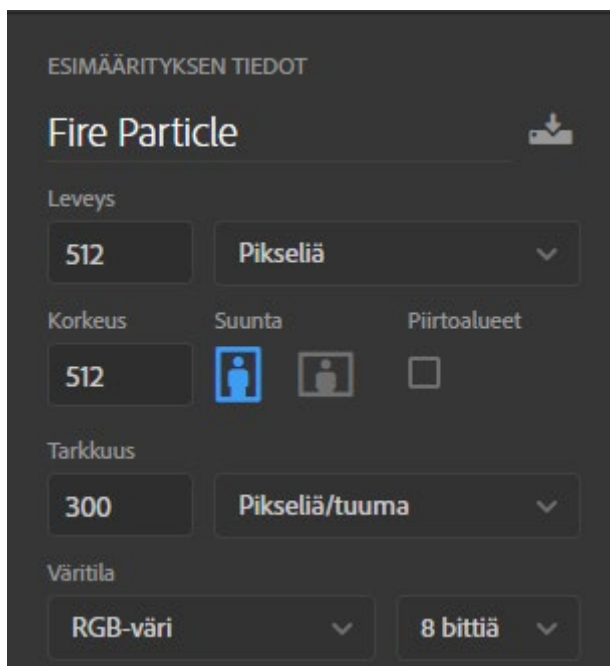 ESIMÄÄRITYKSEN TIEDOT
Fire Particle
Leveys
512 Pikseliä
Korkeus Suunta Piirtoalueet
512
Tarkkuus
300 Pikseliä/tuuma
Väritila
RGB-väri 8 bittiä